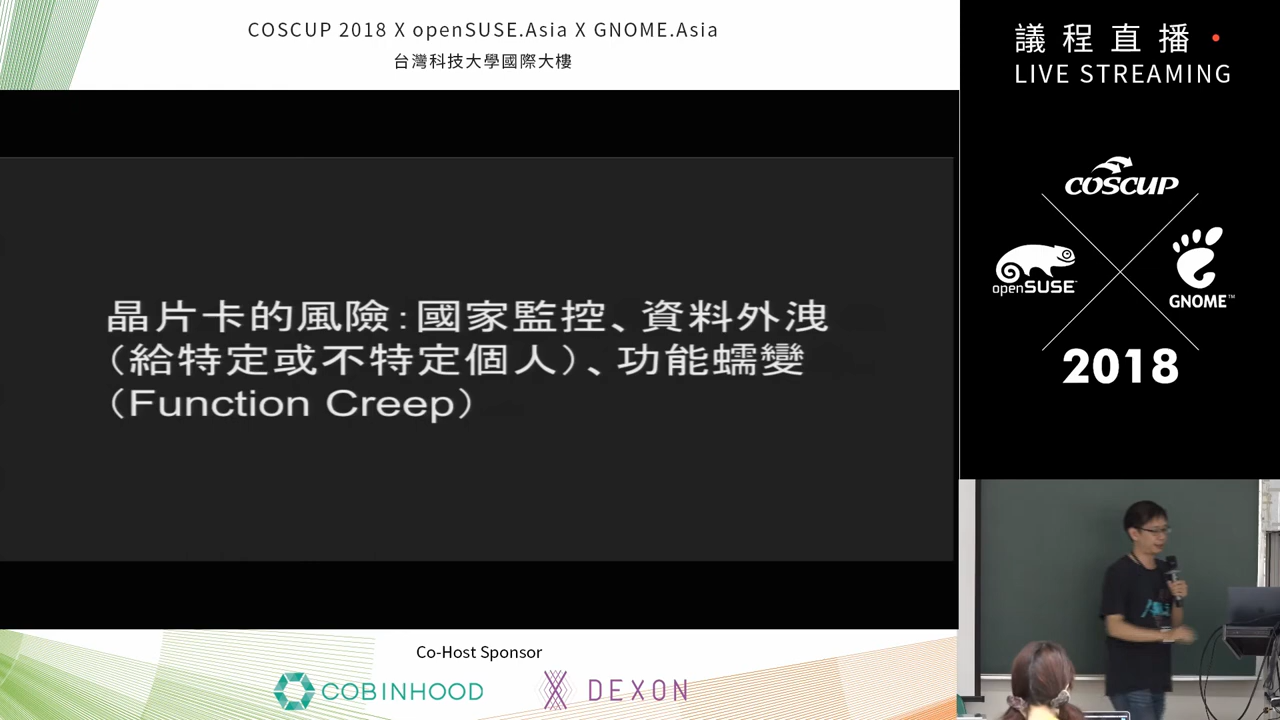 COSCUP 2018 X openSUSE.Asia X GNOME.Asia
台灣科技大學國際大樓
議程直播
LIVE STREAMING
COSCUP
openSUSE
GNOME™
2018
晶片卡的風險:國家監控、資料外洩
(給特定或不特定個人)、功能蠕變
(Function Creep)
Co-Host Sponsor
COBINHOOD
DEXON